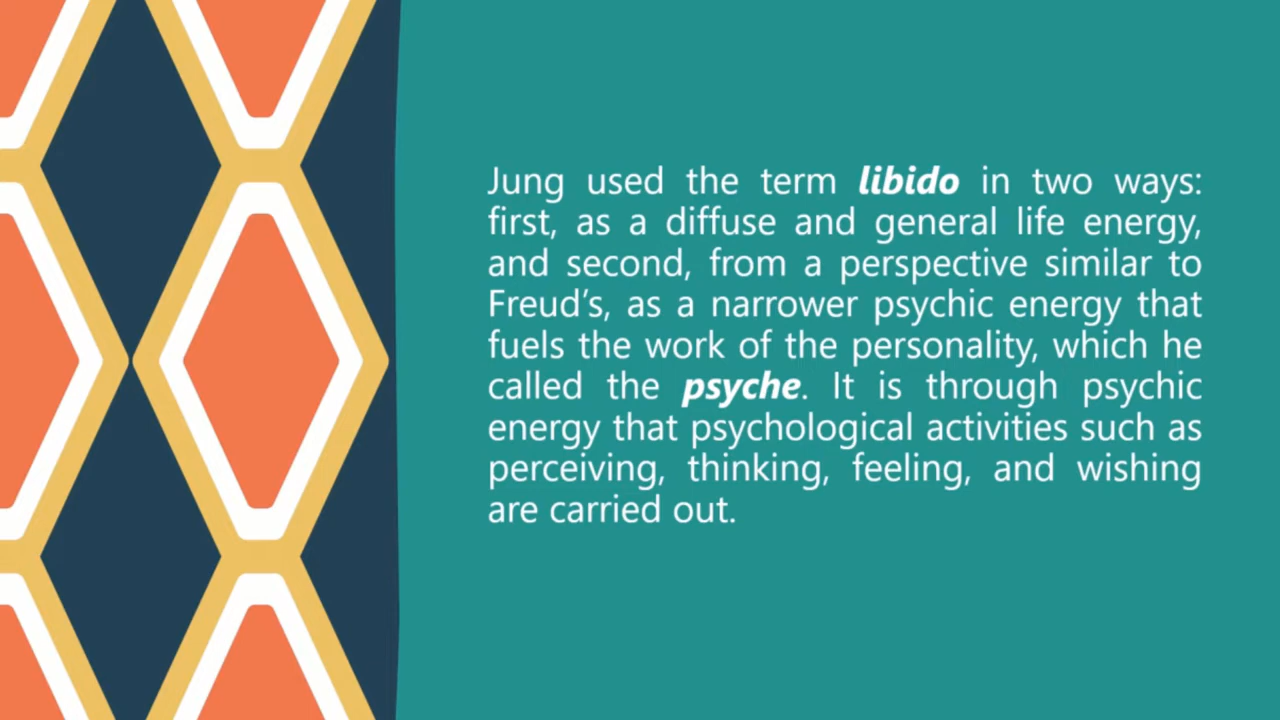 Jung used the term libido in two ways:
first, as a diffuse and general life energy,
and second, from a perspective similar to
Freud’s, as a narrower psychic energy that
fuels the work of the personality, which he
called the psyche. It is through psychic
energy that psychological activities such as
perceiving, thinking, feeling, and wishing
are carried out.